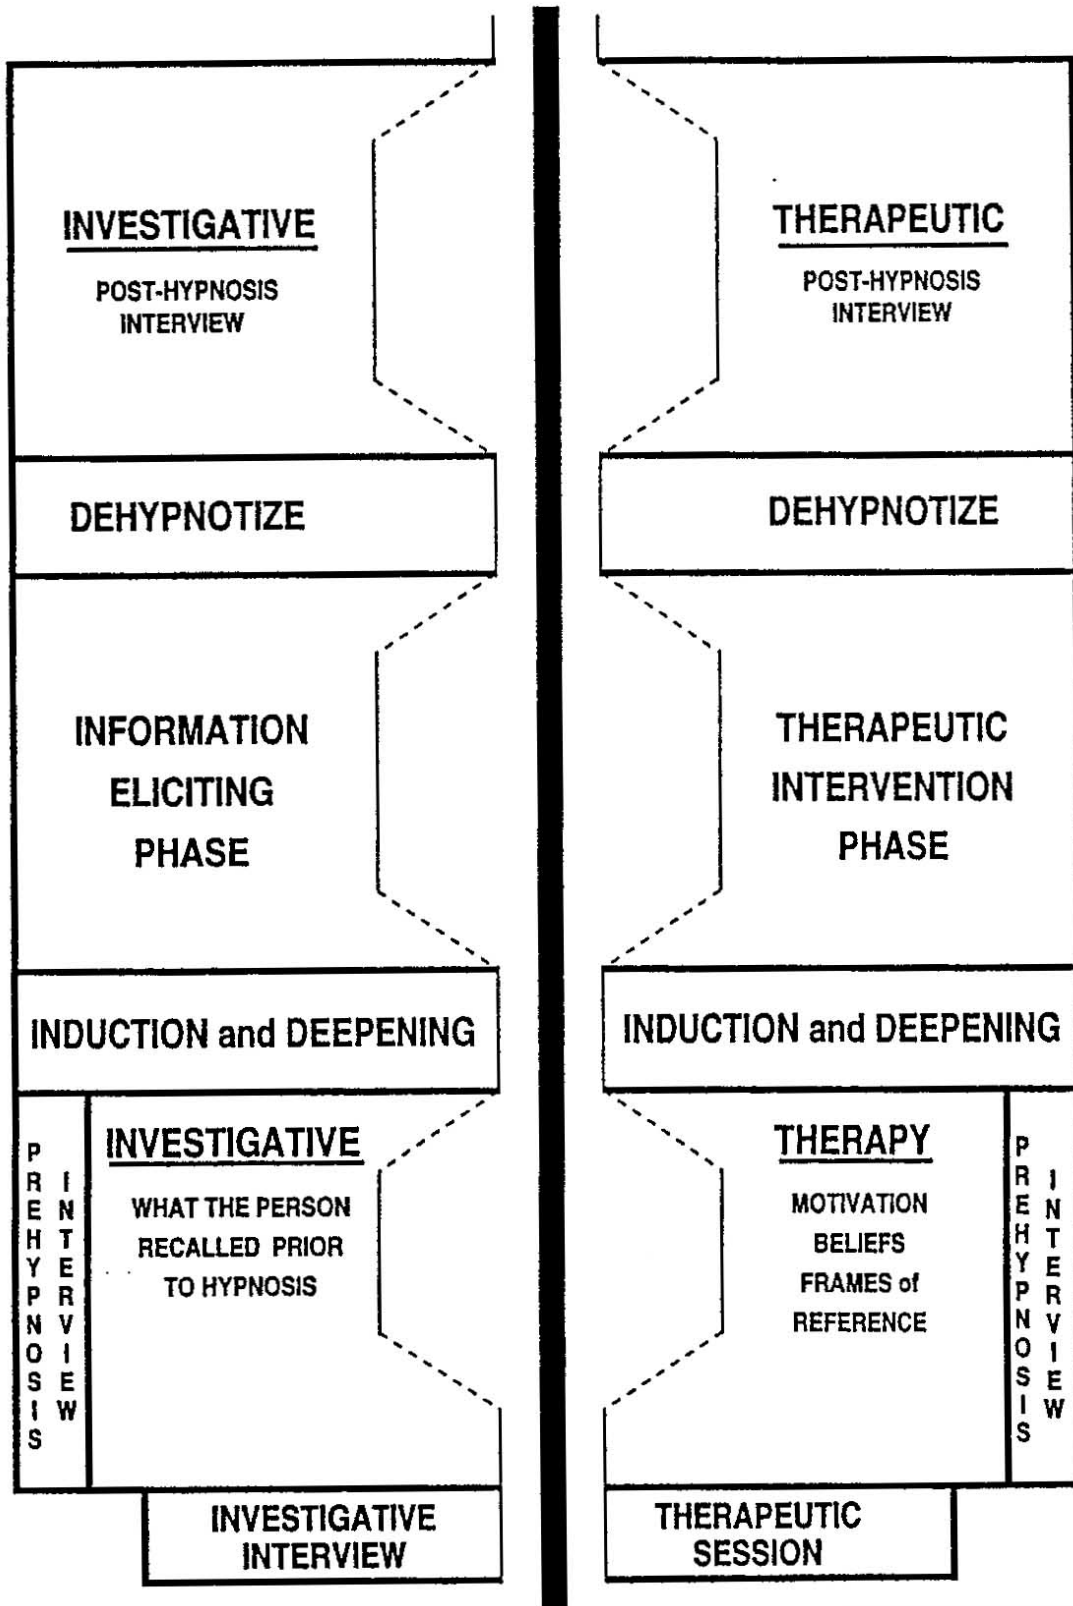 INVESTIGATIVE
POST-HYPNOSIS
INTERVIEW
DEHYPNOTIZE
INFORMATION
ELICITING
PHASE
INDUCTION and DEEPENING
PREHYPNOSIS
INTERVIEW
INVESTIGATIVE
WHAT THE PERSON
RECALLED PRIOR
TO HYPNOSIS
INVESTIGATIVE
INTERVIEW
THERAPEUTIC
POST-HYPNOSIS
INTERVIEW
DEHYPNOTIZE
THERAPEUTIC
INTERVENTION
PHASE
INDUCTION and DEEPENING
THERAPY
MOTIVATION
BELIEFS
FRAMES of
REFERENCE
PREHYPNOSIS
INTERVIEW
THERAPEUTIC
SESSION